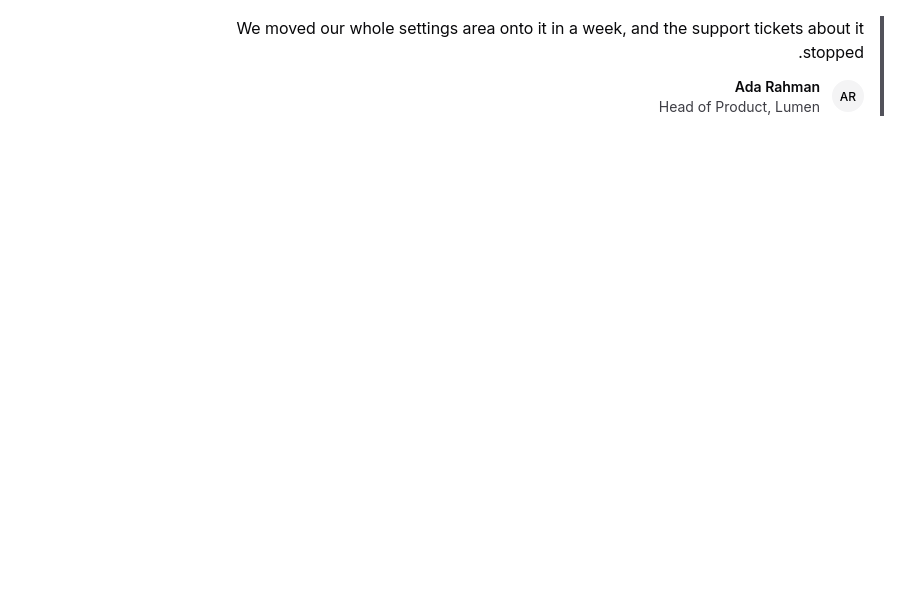 We moved our whole settings area onto it in a week, and the support tickets about it
.stopped
Ada Rahman
Head of Product, Lumen
AR